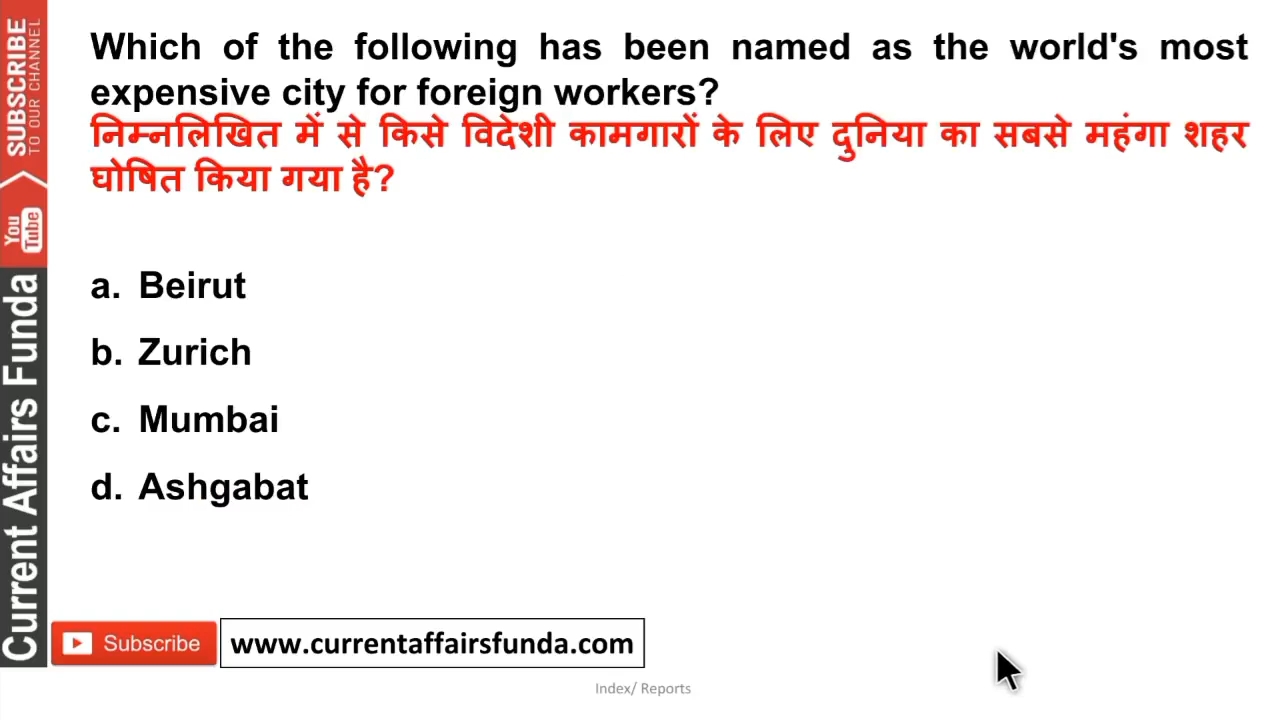 Which of the following has been named as the world's most
expensive city for foreign workers?
निम्नलिखित में से किसे विदेशी कामगारों के लिए दुनिया का सबसे महंगा शहर
घोषित किया गया है?
a. Beirut
b. Zurich
c. Mumbai
d. Ashgabat
SUBSCRIBE
TO OUR CHANNEL
You
Tube
Current Affairs Funda
Subscribe
www.currentaffairsfunda.com
Index/ Reports